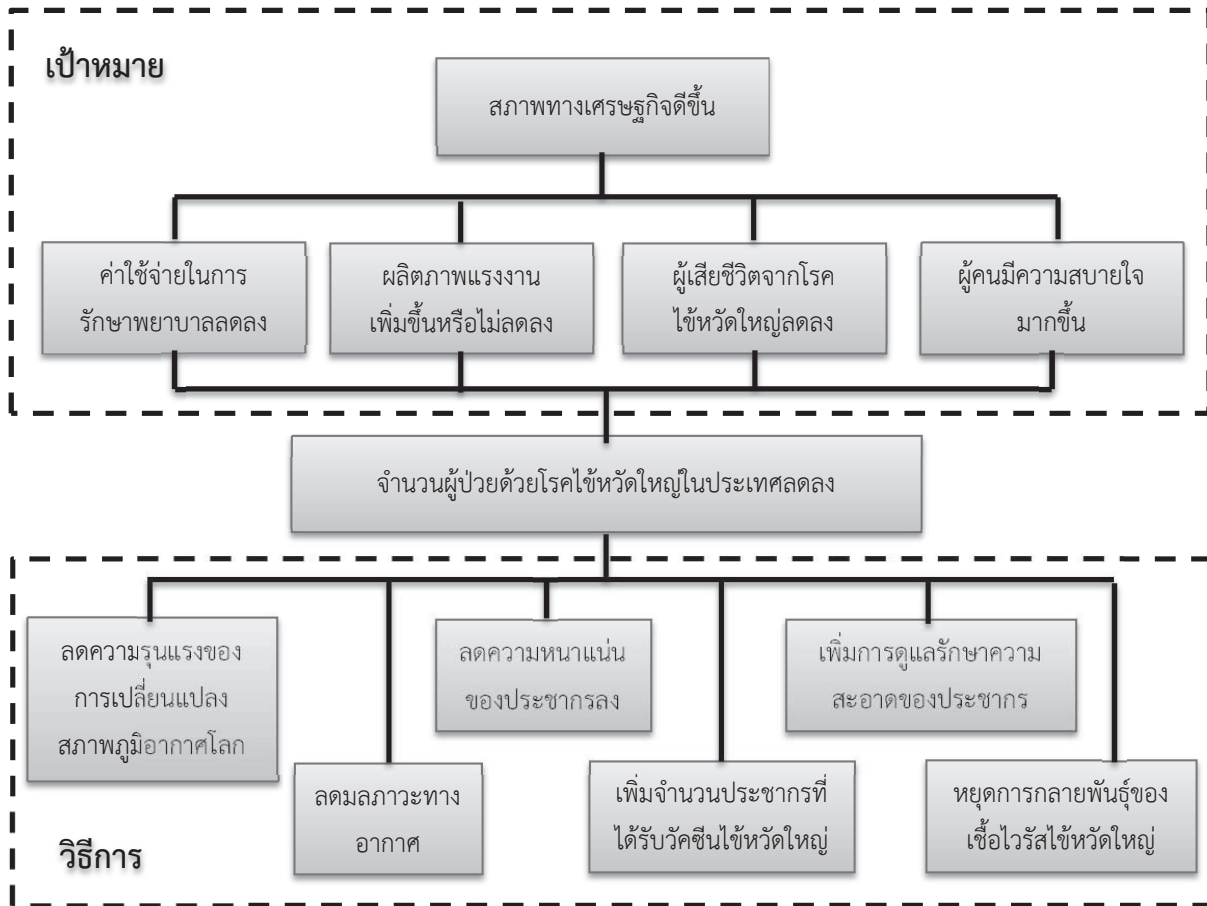 เป้าหมาย
สภาพทางเศรษฐกิจดีขึ้น
ค่าใช้จ่ายในการ
รักษาพยาบาลลดลง
ผลิตภาพแรงงาน
เพิ่มขึ้นหรือไม่ลดลง
ผู้เสียชีวิตจากโรค
ไข้หวัดใหญ่ลดลง
ผู้คนมีความสบายใจ
มากขึ้น
จำนวนผู้ป่วยด้วยโรคไข้หวัดใหญ่ในประเทศลดลง
ลดความรุนแรงของ
การเปลี่ยนแปลง
สภาพภูมิอากาศโลก
ลดความหนาแน่น
ของประชากรลง
เพิ่มการดูแลรักษาความ
สะอาดของประชากร
ลดมลภาวะทาง
อากาศ
เพิ่มจำนวนประชากรที่
ได้รับวัคซีนไข้หวัดใหญ่
หยุดการกลายพันธุ์ของ
เชื้อไวรัสไข้หวัดใหญ่
วิธีการ